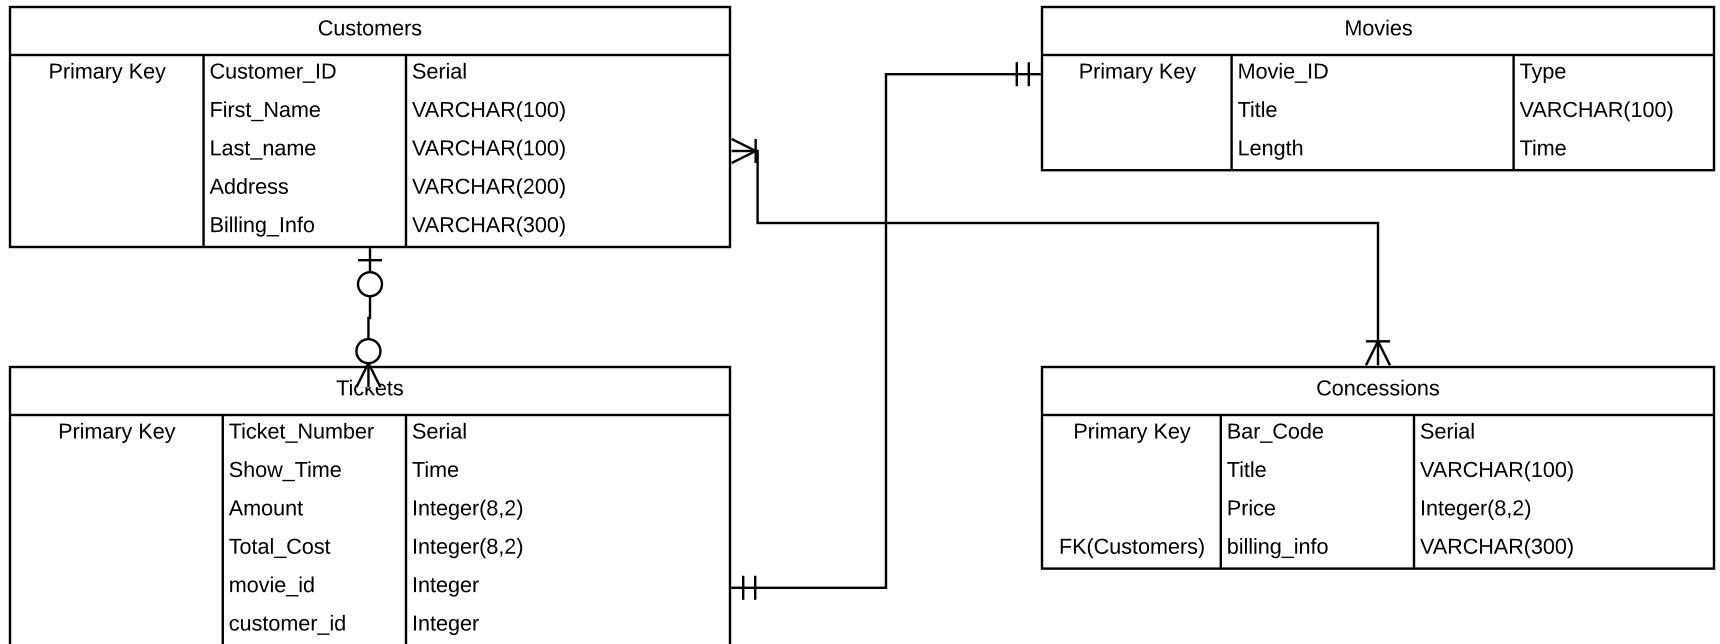 Customers
Primary Key Customer_ID Serial
First_Name VARCHAR(100)
Last_name VARCHAR(100)
Address VARCHAR(200)
Billing_Info VARCHAR(300)
Movies
Primary Key Movie_ID Type
Title VARCHAR(100)
Length Time
Tickets
Primary Key Ticket_Number Serial
Show_Time Time
Amount Integer(8,2)
Total_Cost Integer(8,2)
movie_id Integer
customer_id Integer
Concessions
Primary Key Bar_Code Serial
Title VARCHAR(100)
Price Integer(8,2)
FK(Customers) billing_info VARCHAR(300)